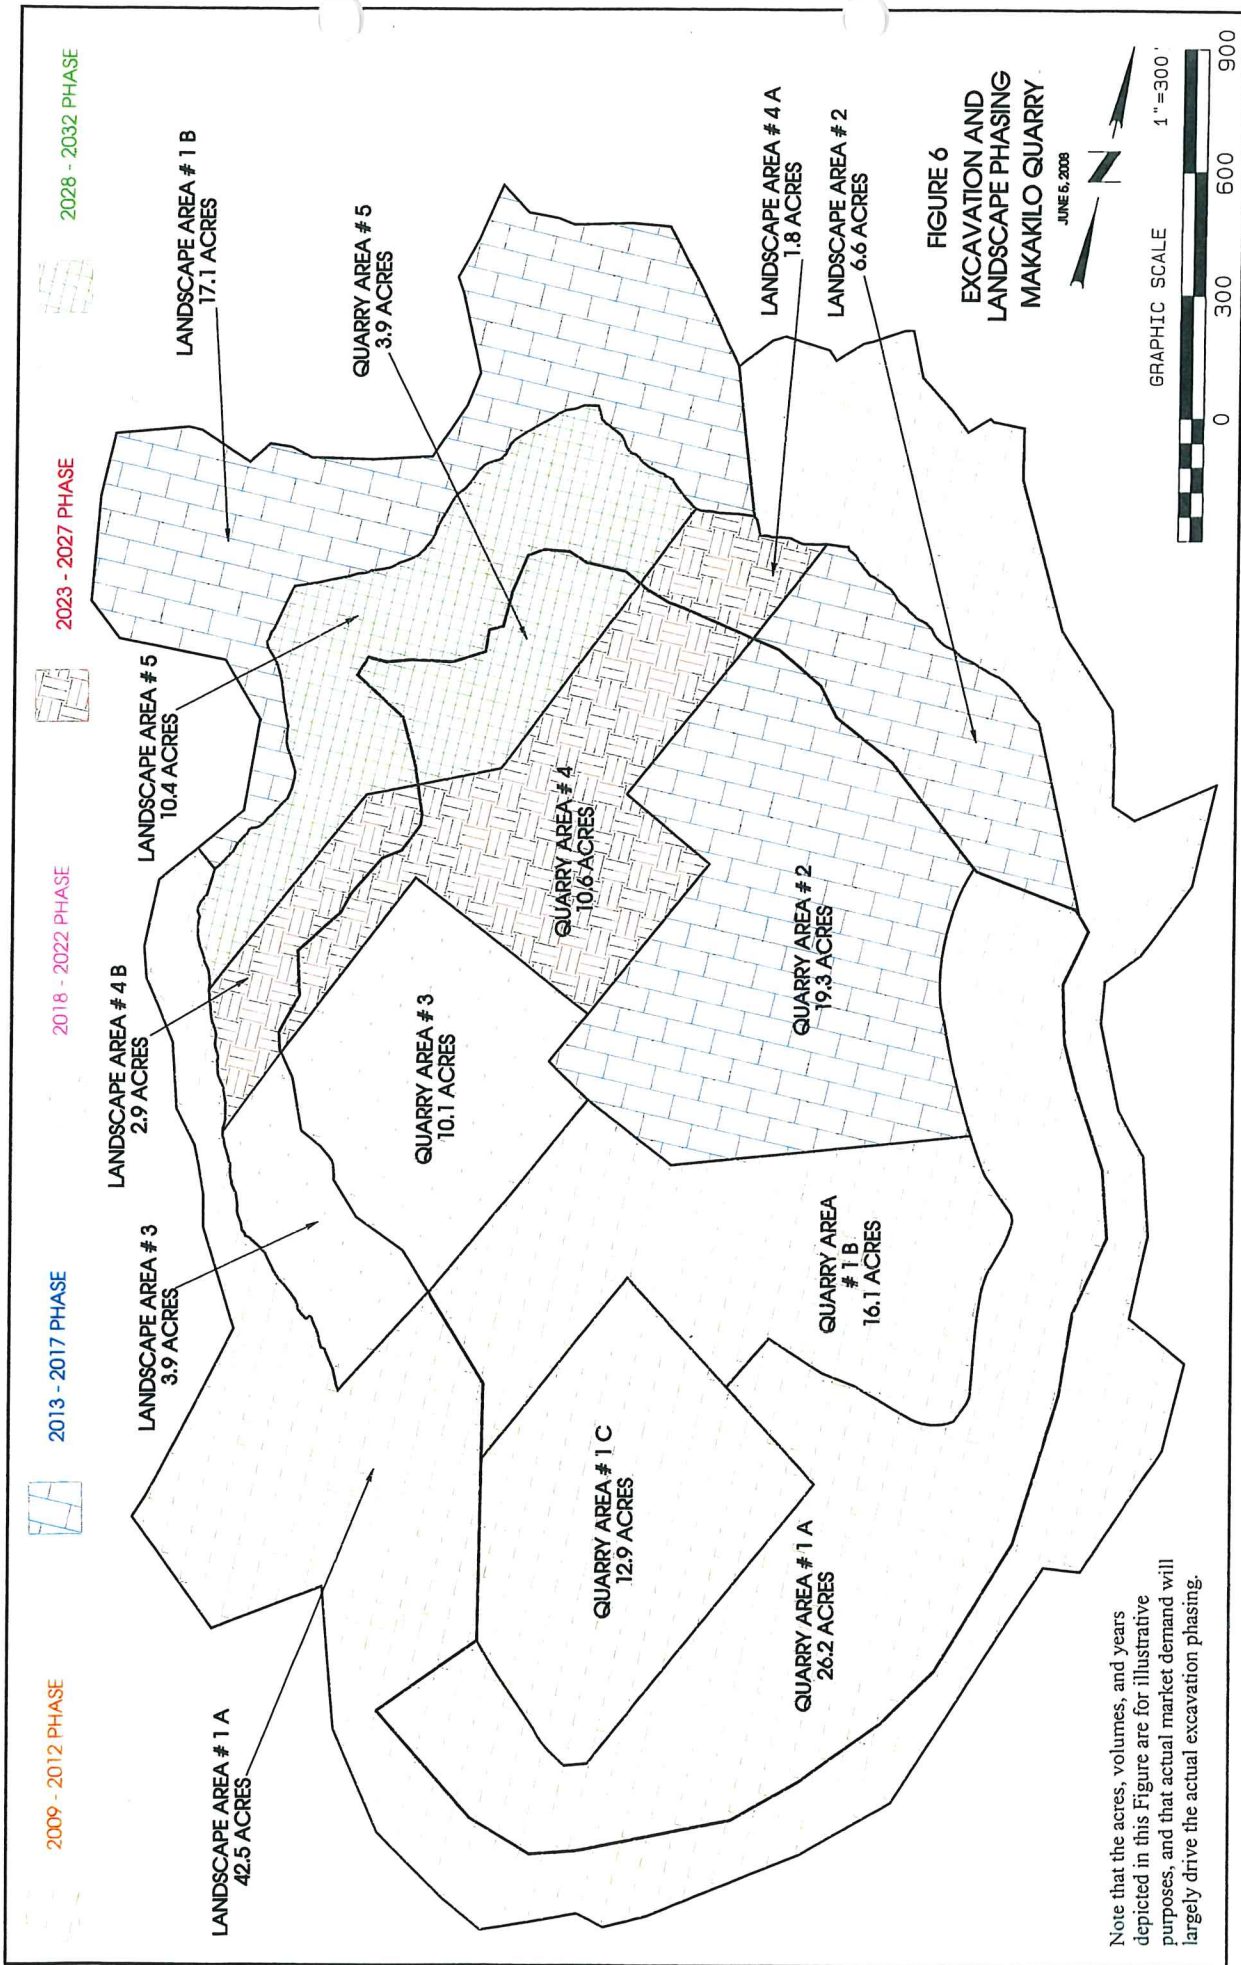 2009 - 2012 PHASE
2013 - 2017 PHASE
2018 - 2022 PHASE
2023 - 2027 PHASE
2028 - 2032 PHASE
LANDSCAPE AREA # 1 A
42.5 ACRES
LANDSCAPE AREA # 3
3.9 ACRES
LANDSCAPE AREA # 4 B
2.9 ACRES
LANDSCAPE AREA # 5
10.4 ACRES
LANDSCAPE AREA # 1 B
17.1 ACRES
QUARRY AREA # 5
3.9 ACRES
QUARRY AREA # 3
10.1 ACRES
QUARRY AREA # 4
10.6 ACRES
QUARRY AREA # 1 C
12.9 ACRES
QUARRY AREA # 1 A
26.2 ACRES
QUARRY AREA
# 1 B
16.1 ACRES
QUARRY AREA # 2
19.3 ACRES
LANDSCAPE AREA # 4 A
1.8 ACRES
LANDSCAPE AREA # 2
6.6 ACRES
FIGURE 6
EXCAVATION AND
LANDSCAPE PHASING
MAKAKILO QUARRY
JUNE 5, 2008
N
GRAPHIC SCALE 1"=300'
0 300 600 900
Note that the acres, volumes, and years
depicted in this Figure are for illustrative
purposes, and that actual market demand will
largely drive the actual excavation phasing.